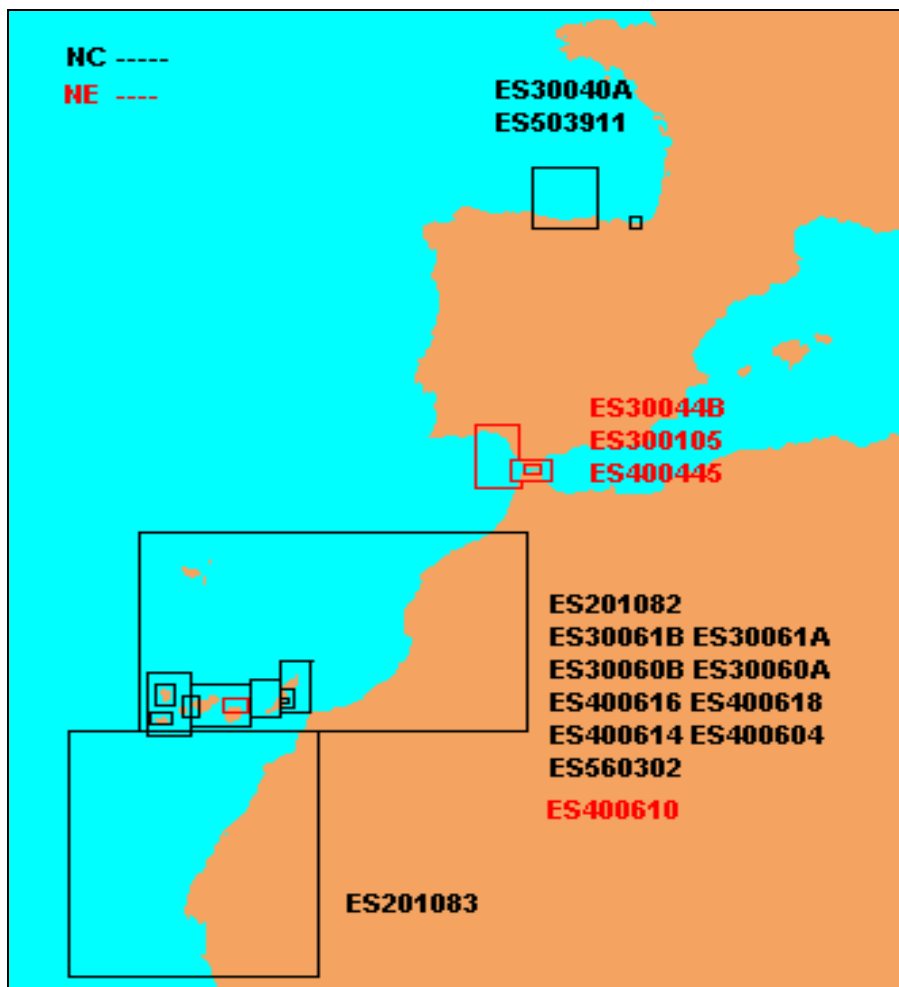 NC -----
NE ----
ES30040A
ES503911
ES30044B
ES300105
ES400445
ES201082
ES30061B ES30061A
ES30060B ES30060A
ES400616 ES400618
ES400614 ES400604
ES560302
ES400610
ES201083